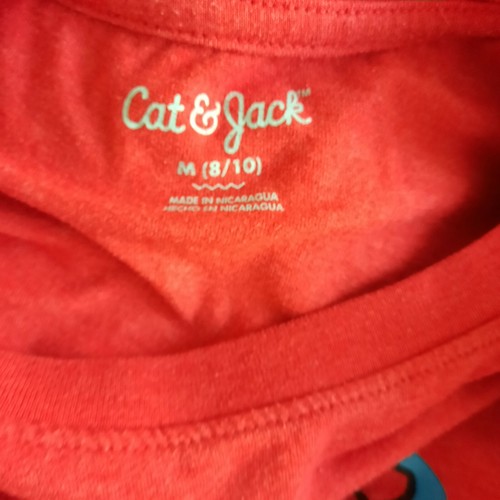 Cat & Jack™
M (8/10)
MADE IN NICARAGUA
HECHO EN NICARAGUA